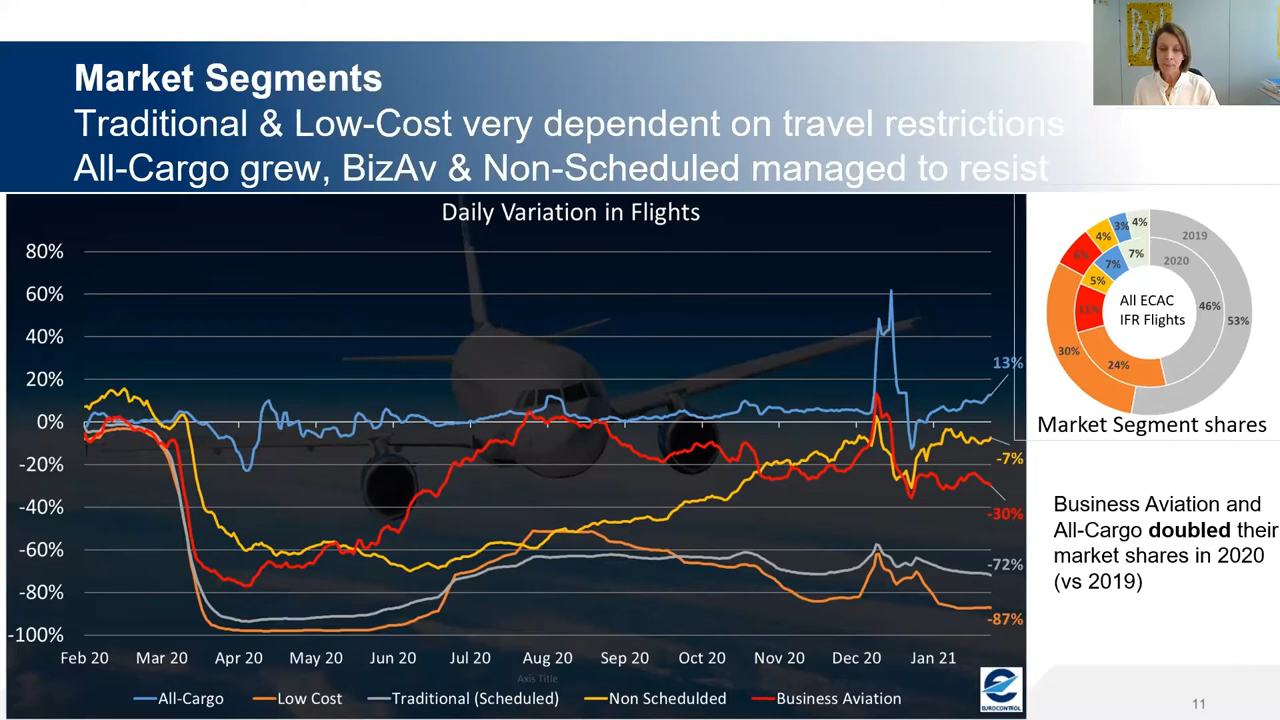 Market Segments
Traditional & Low-Cost very dependent on travel restrictions
All-Cargo grew, BizAv & Non-Scheduled managed to resist
Daily Variation in Flights
80%
60%
40%
20%
0%
-20%
-40%
-60%
-80%
-100%
13%
-7%
-30%
-72%
-87%
Feb 20 Mar 20 Apr 20 May 20 Jun 20 Jul 20 Aug 20 Sep 20 Oct 20 Nov 20 Dec 20 Jan 21
Axis Title
All-Cargo Low Cost Traditional (Scheduled) Non Schedulded Business Aviation
EUROCONTROL
4% 3% 4% 2019
6% 7% 7% 2020
5%
11%
All ECAC
IFR Flights
46%
53%
30%
24%
Market Segment shares
Business Aviation and
All-Cargo doubled their
market shares in 2020
(vs 2019)
11